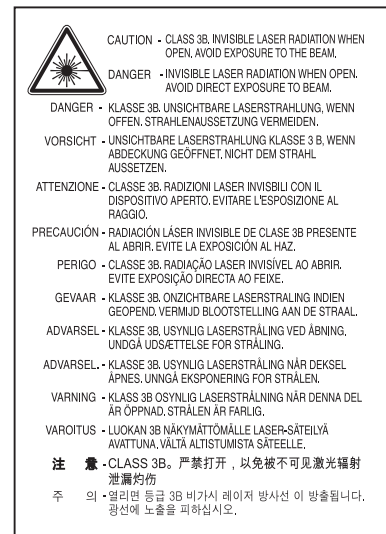 CAUTION - CLASS 3B. INVISIBLE LASER RADIATION WHEN
OPEN. AVOID EXPOSURE TO THE BEAM.
DANGER - INVISIBLE LASER RADIATION WHEN OPEN.
AVOID DIRECT EXPOSURE TO BEAM.
DANGER - KLASSE 3B. UNSICHTBARE LASERSTRAHLUNG, WENN
OFFEN. STRAHLENAUSSETZUNG VERMEIDEN.
VORSICHT - UNSICHTBARE LASERSTRAHLUNG KLASSE 3 B, WENN
ABDECKUNG GEÖFFNET, NICHT DEM STRAHL
AUSSETZEN.
ATTENZIONE - CLASSE 3B. RADIZIONI LASER INVISBILI CON IL
DISPOSITIVO APERTO. EVITARE L'ESPOSIZIONE AL
RAGGIO.
PRECAUCIÓN - RADIACIÓN LÁSER INVISIBLE DE CLASE 3B PRESENTE
AL ABRIR. EVITE LA EXPOSICIÓN AL HAZ.
PERIGO - CLASSE 3B. RADIAÇÃO LASER INVISÍVEL AO ABRIR.
EVITE EXPOSIÇÃO DIRECTA AO FEIXE.
GEVAAR - KLASSE 3B. ONZICHTBARE LASERSTRALING INDIEN
GEOPEND. VERMIJD BLOOTSTELLING AAN DE STRAAL.
ADVARSEL - KLASSE 3B. USYNLIG LASERSTRÅLING VED ÅBNING.
UNDGÅ UDSÆTTELSE FOR STRÅLING.
ADVARSEL. - KLASSE 3B. USYNLIG LASERSTRÅLING NÅR DEKSEL
ÅPNES. UNNGÅ EKSPONERING FOR STRÅLEN.
VARNING - KLASS 3B OSYNLIG LASERSTRÅLNING NÄR DENNA DEL
ÄR ÖPPNAD. STRÅLEN ÄR FARLIG.
VAROITUS - LUOKAN 3B NÄKYMÄTTÖMÄLLE LASER-SÄTEILYÄ
AVATTUNA. VÄLTÄ ALTISTUMISTA SÄTEELLE.
注 意 - CLASS 3B。严禁打开，以免被不可见激光辐射
泄漏灼伤
주 의 - 열리면 등급 3B 비가시 레이저 방사선 이 방출됩니다.
광선에 노출을 피하십시오.